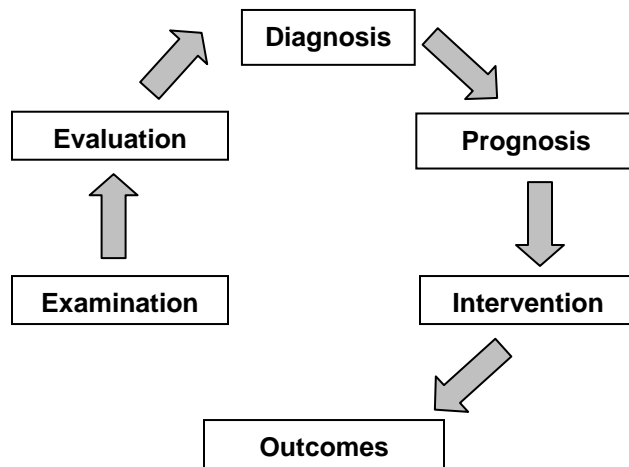 Diagnosis
Evaluation
Prognosis
Examination
Intervention
Outcomes